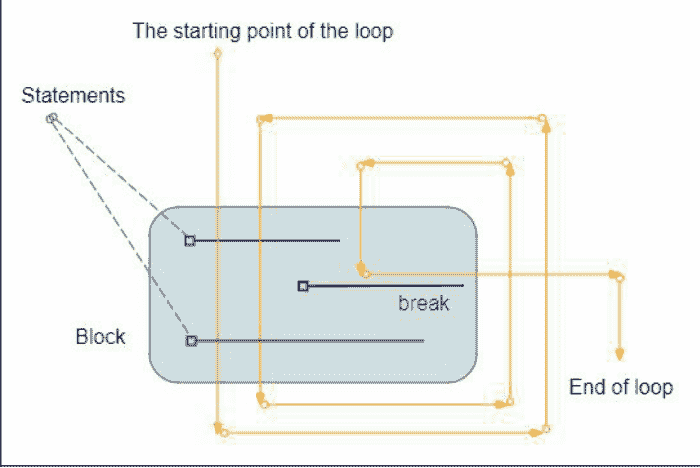 The starting point of the loop
Statements
break
Block
End of loop